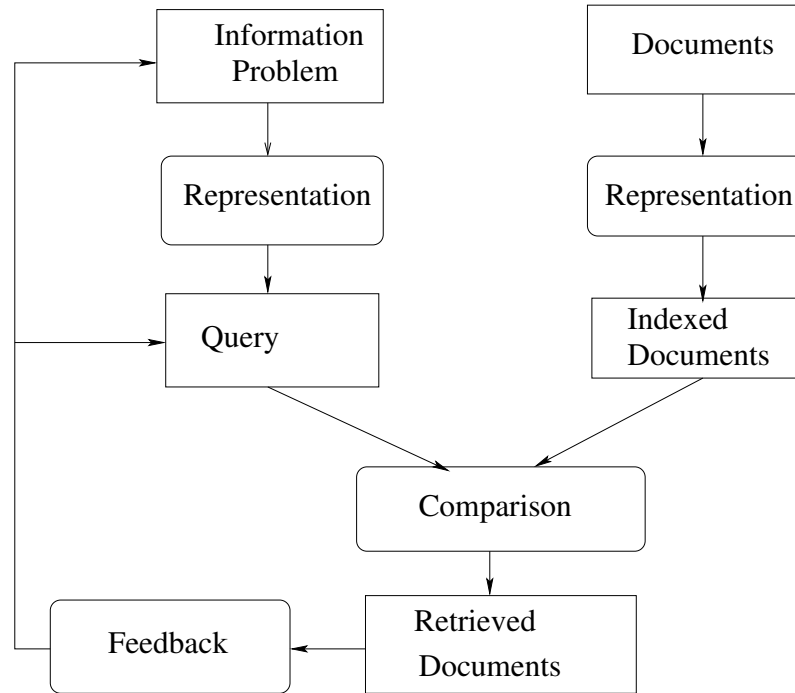 Information
Problem
Documents
Representation
Representation
Query
Indexed
Documents
Comparison
Feedback
Retrieved
Documents